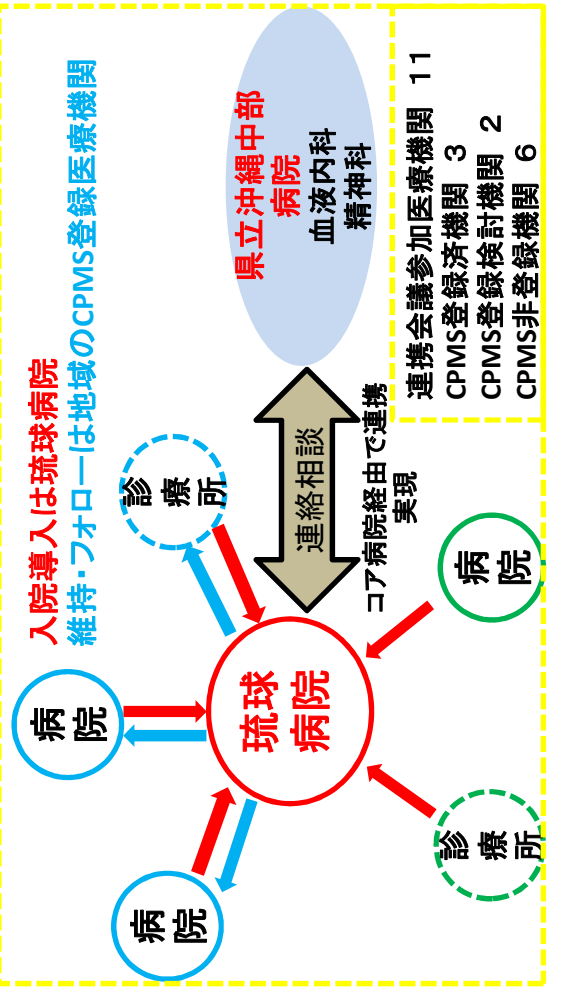 入院導入は琉球病院
維持・フォローは地域のCPMS登録医療機関
病
院
病
院
診
療
所
琉球
病院
連絡相談
コア病院経由で連携
実現
県立沖縄中部
病院
血液内科
精神科
診
療
所
病
院
連携会議参加医療機関 11
CPMS登録済機関 3
CPMS登録検討機関 2
CPMS非登録機関 6